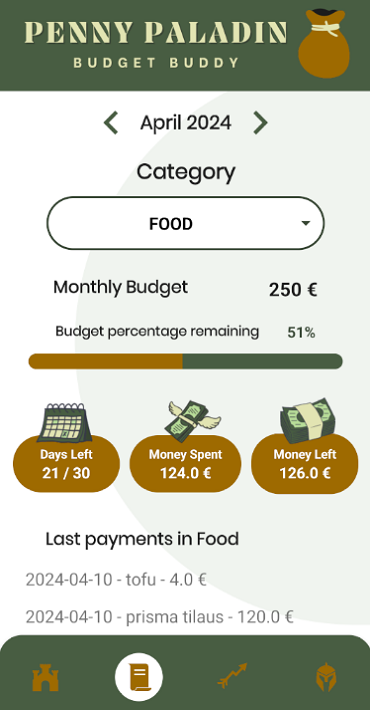 PENNY PALADIN
BUDGET BUDDY
April 2024
Category
FOOD
Monthly Budget
250 €
Budget percentage remaining
51%
Days Left
21 / 30
Money Spent
124.0 €
Money Left
126.0 €
Last payments in Food
2024-04-10 - tofu - 4.0 €
2024-04-10 - prisma tilaus - 120.0 €